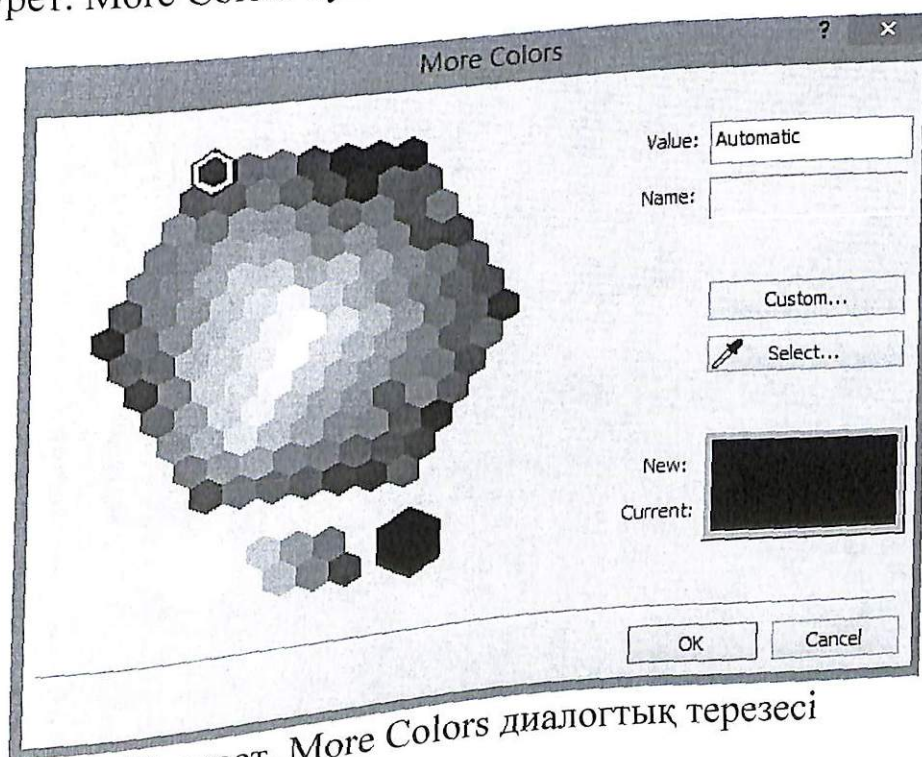 More Colors
? ×
Value: Automatic
Name:
Custom...
Select...
New:
Current:
OK Cancel
More Colors диалогтық терезесі